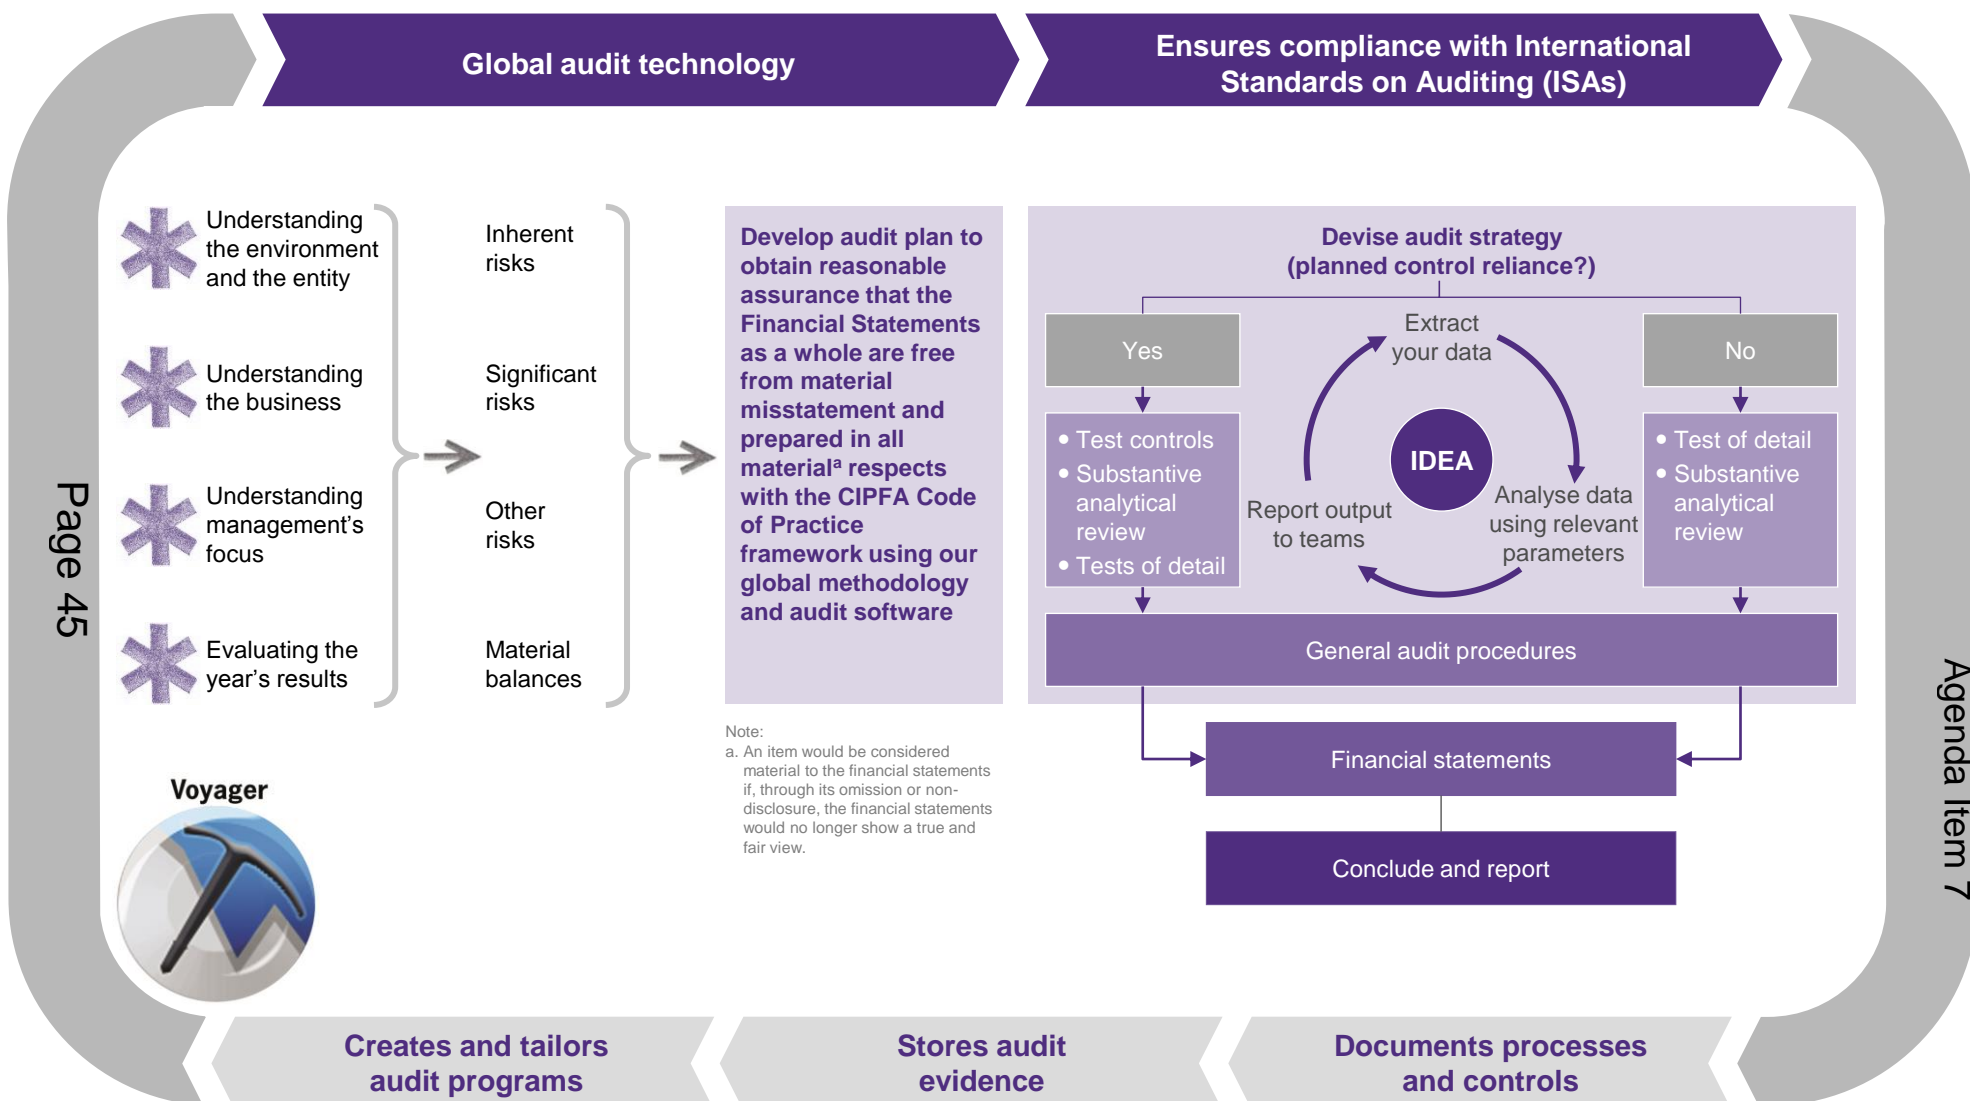 Global audit technology
Ensures compliance with International
Standards on Auditing (ISAs)
Understanding
the environment
and the entity
Understanding
the business
Understanding
management’s
focus
Evaluating the
year’s results
Inherent
risks
Significant
risks
Other
risks
Material
balances
Develop audit plan to
obtain reasonable
assurance that the
Financial Statements
as a whole are free
from material
misstatement and
prepared in all
materialᵃ respects
with the CIPFA Code
of Practice
framework using our
global methodology
and audit software
Note:
a. An item would be considered
material to the financial statements
if, through its omission or non-
disclosure, the financial statements
would no longer show a true and
fair view.
Devise audit strategy
(planned control reliance?)
Yes
• Test controls
• Substantive
analytical
review
• Tests of detail
Extract
your data
IDEA
Analyse data
using relevant
parameters
Report output
to teams
No
• Test of detail
• Substantive
analytical
review
General audit procedures
Financial statements
Conclude and report
Voyager
Creates and tailors
audit programs
Stores audit
evidence
Documents processes
and controls
Page 45
Agenda Item 7